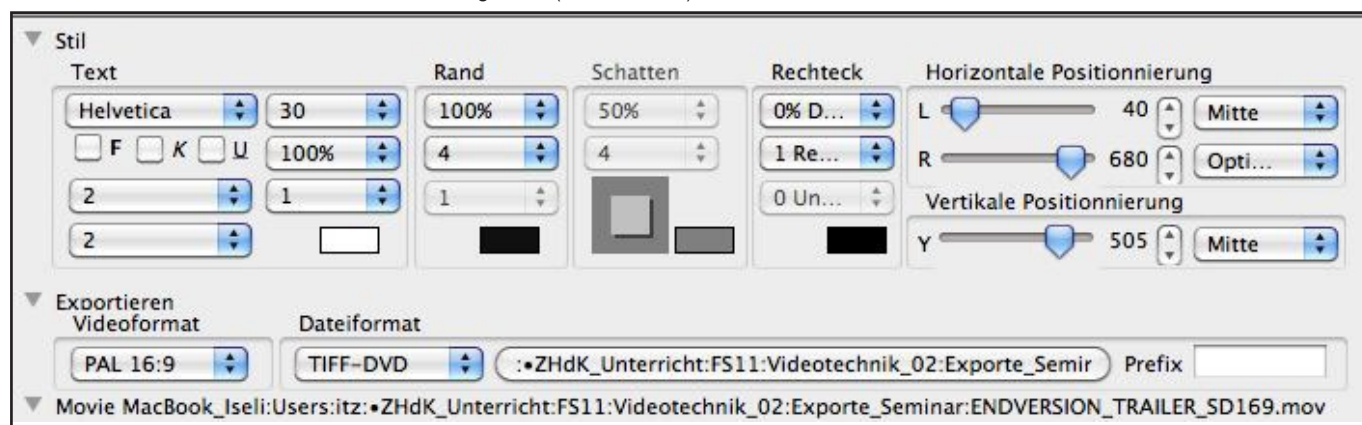 Stil
Text Rand Schatten Rechteck Horizontale Positionnierung
Helvetica 30 100% 50% 0% D... L 40 Mitte
F K U 100% 4 4 1 Re... R 680 Opti...
2 1 1 0 Un... Vertikale Positionnierung
2 Y 505 Mitte
Exportieren
Videoformat Dateiformat
PAL 16:9 TIFF-DVD :•ZHdK_Unterricht:FS11:Videotechnik_02:Exporte_Semir Prefix
Movie MacBook_Iseli:Users:itz:•ZHdK_Unterricht:FS11:Videotechnik_02:Exporte_Seminar:ENDVERSION_TRAILER_SD169.mov